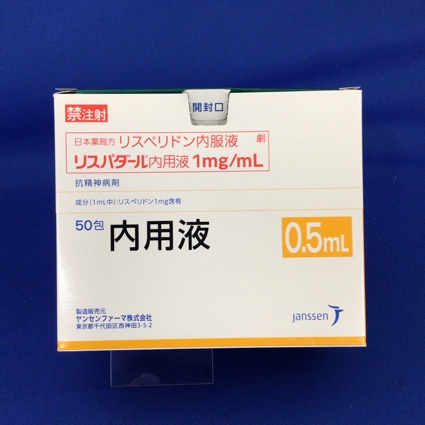 開封口
禁注射
日本薬局方 リスペリドン内服液 劇
リスパダール内用液1mg/mL
抗精神病剤
成分(1mL中):リスペリドン1mg含有
50包 内用液 0.5mL
製造販売元
ヤンセンファーマ株式会社
東京都千代田区西神田3-5-2
janssen